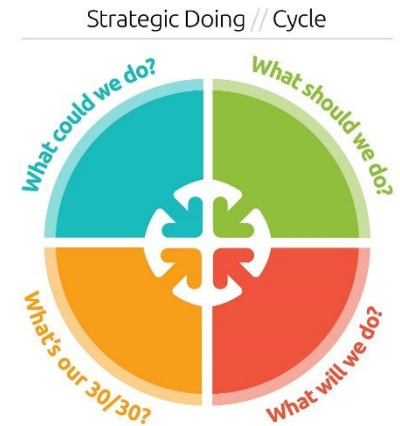 Strategic Doing // Cycle
What could we do?
What should we do?
What's our 30/30?
What will we do?